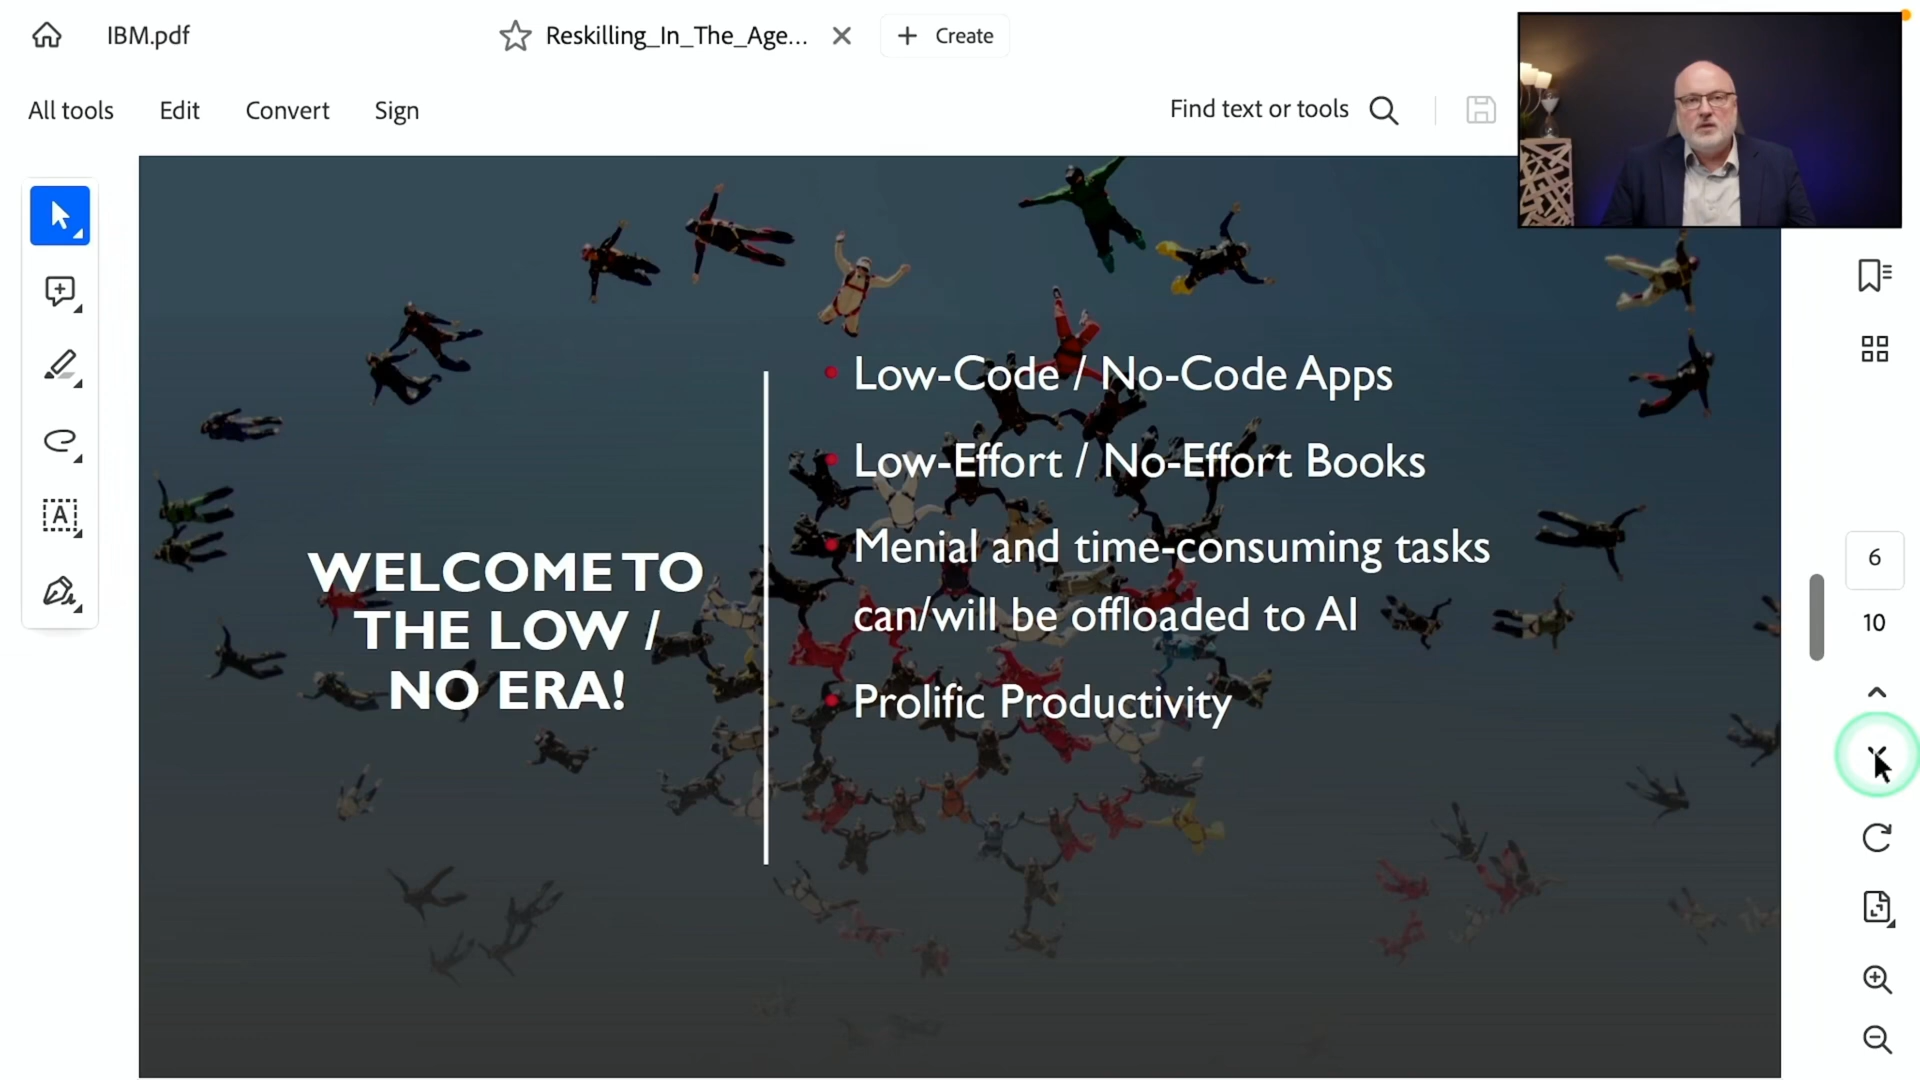 IBM.pdf
Reskilling_In_The_Age...
Create
All tools
Edit
Convert
Sign
Find text or tools
WELCOME TO
THE LOW /
NO ERA!
Low-Code / No-Code Apps
Low-Effort / No-Effort Books
Menial and time-consuming tasks
can/will be offloaded to AI
Prolific Productivity
6
10